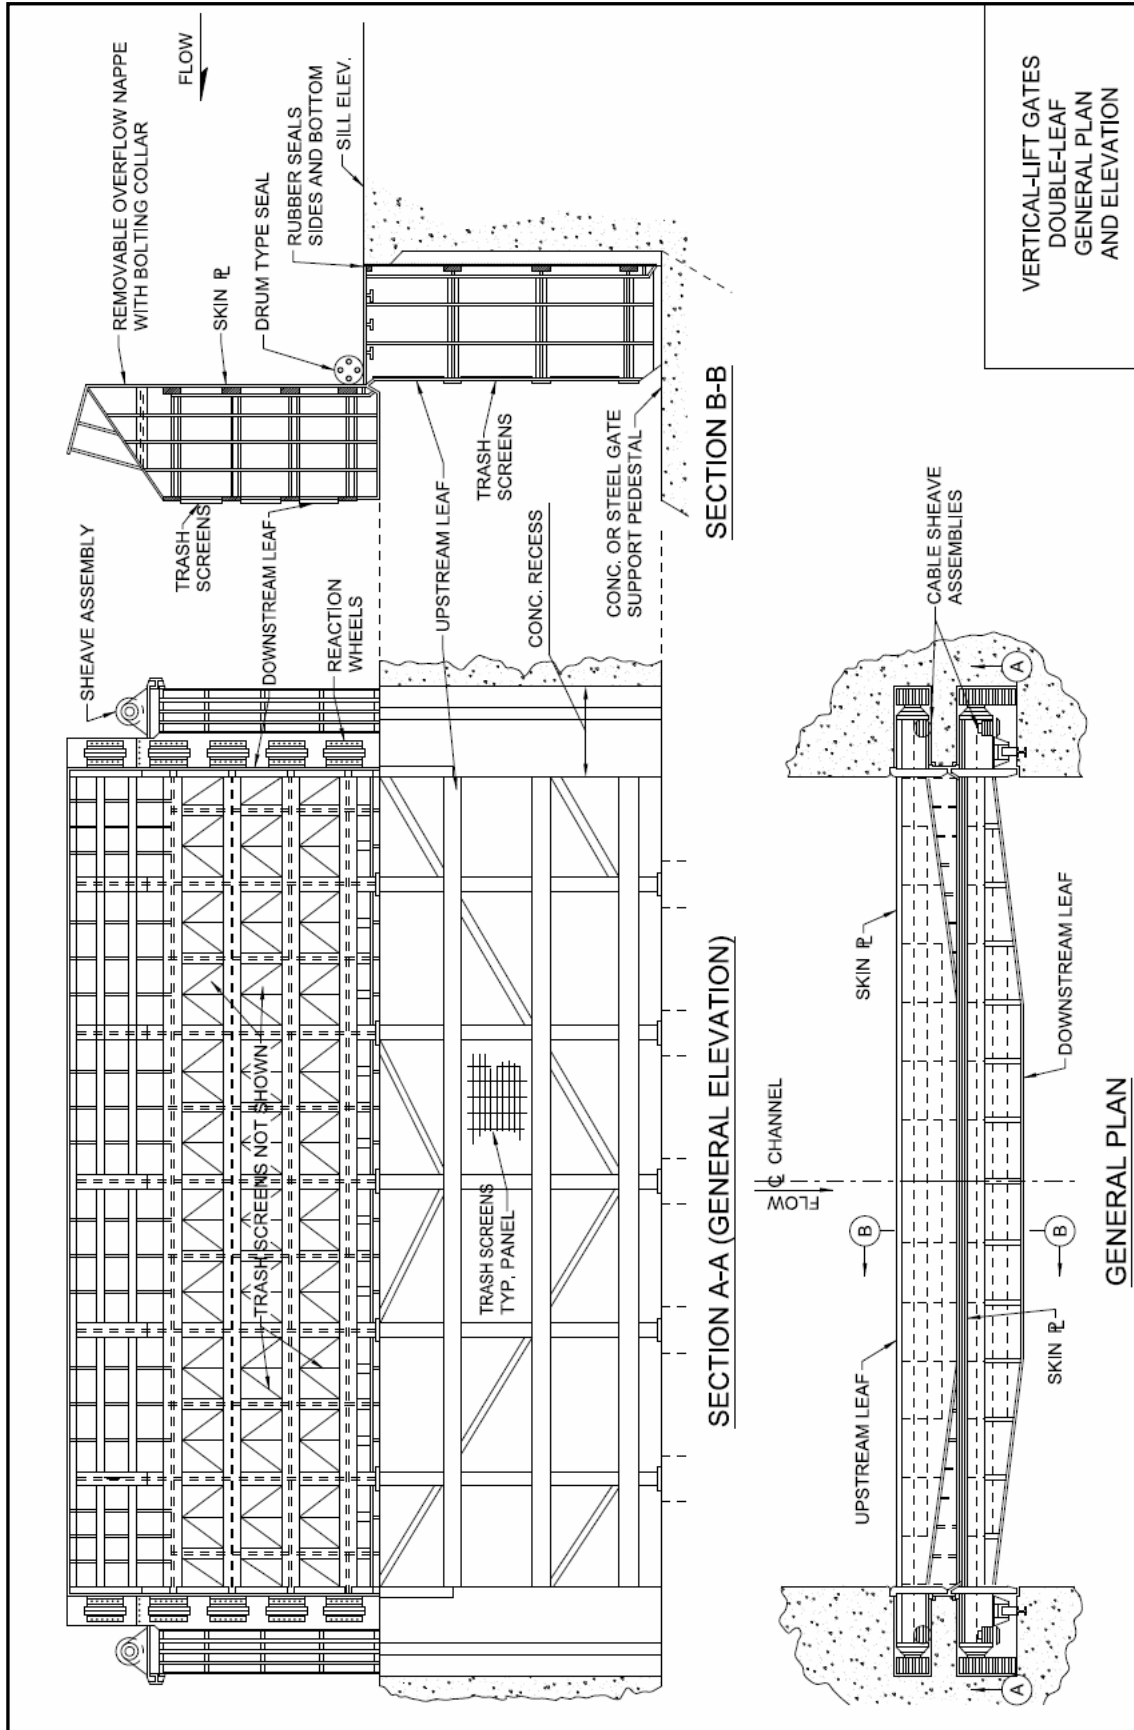 SHEAVE ASSEMBLY
TRASH
SCREENS
DOWNSTREAM LEAF
REACTION
WHEELS
UPSTREAM LEAF
CONC. RECESS
TRASH SCREENS NOT SHOWN
TRASH SCREENS
TYP. PANEL
SECTION A-A (GENERAL ELEVATION)
REMOVABLE OVERFLOW NAPPE
WITH BOLTING COLLAR
FLOW
SKIN ⅊
DRUM TYPE SEAL
RUBBER SEALS
SIDES AND BOTTOM
SILL ELEV.
TRASH
SCREENS
CONC. OR STEEL GATE
SUPPORT PEDESTAL
SECTION B-B
FLOW
℄ CHANNEL
UPSTREAM LEAF
B
B
SKIN ⅊
SKIN ⅊
DOWNSTREAM LEAF
CABLE SHEAVE
ASSEMBLIES
A
A
GENERAL PLAN
VERTICAL-LIFT GATES
DOUBLE-LEAF
GENERAL PLAN
AND ELEVATION